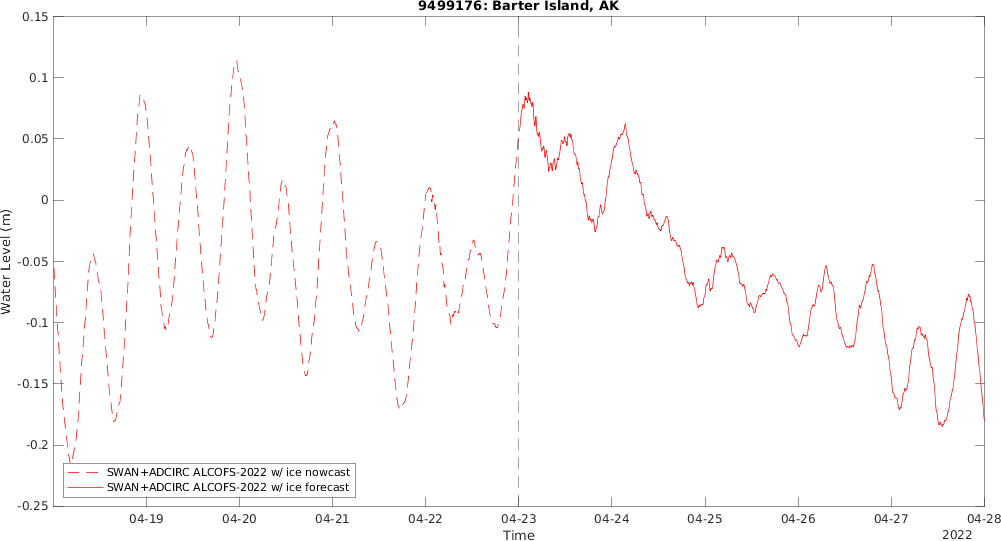 9499176: Barter Island, AK
0.15
0.1
0.05
0
-0.05
-0.1
-0.15
-0.2
-0.25
Water Level (m)
SWAN+ADCIRC ALCOFS-2022 w/ ice nowcast
SWAN+ADCIRC ALCOFS-2022 w/ ice forecast
04-19 04-20 04-21 04-22 04-23 04-24 04-25 04-26 04-27 04-28
Time
2022